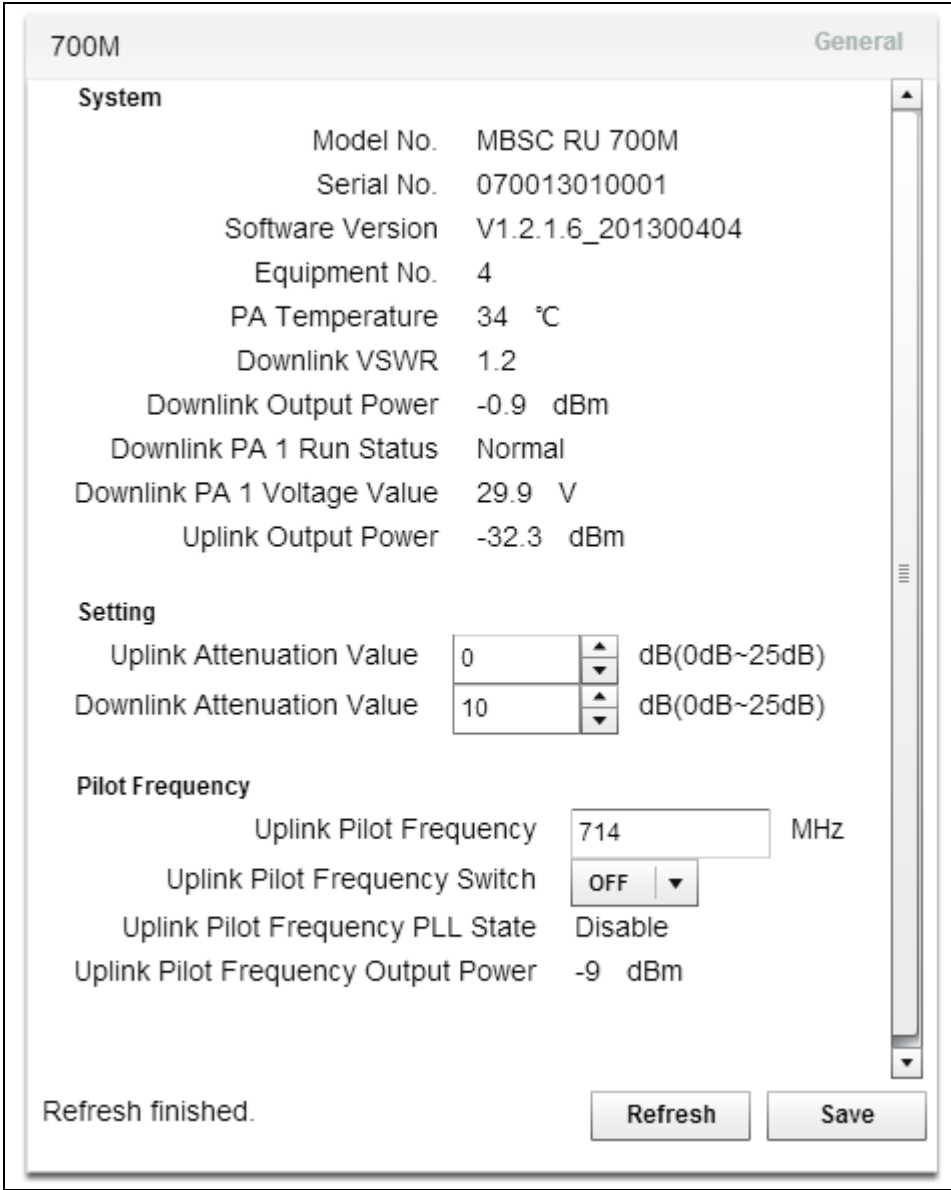 700M General
System
Model No. MBSC RU 700M
Serial No. 070013010001
Software Version V1.2.1.6_201300404
Equipment No. 4
PA Temperature 34 ℃
Downlink VSWR 1.2
Downlink Output Power -0.9 dBm
Downlink PA 1 Run Status Normal
Downlink PA 1 Voltage Value 29.9 V
Uplink Output Power -32.3 dBm
Setting
Uplink Attenuation Value 0 dB(0dB~25dB)
Downlink Attenuation Value 10 dB(0dB~25dB)
Pilot Frequency
Uplink Pilot Frequency 714 MHz
Uplink Pilot Frequency Switch OFF
Uplink Pilot Frequency PLL State Disable
Uplink Pilot Frequency Output Power -9 dBm
Refresh finished. Refresh Save